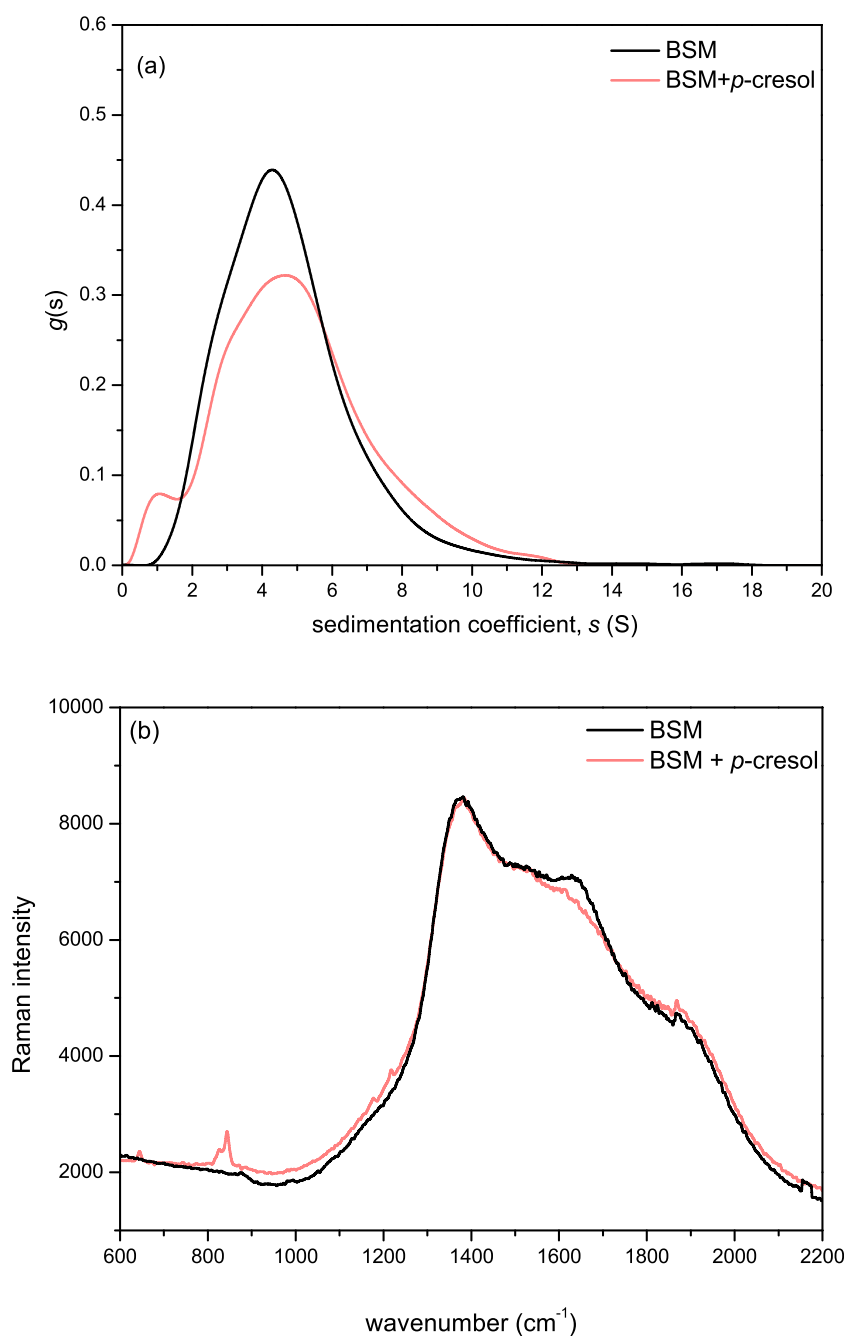 (a)
BSM
BSM+p-cresol
0.6
0.5
0.4
0.3
0.2
0.1
0.0
g(s)
0 2 4 6 8 10 12 14 16 18 20
sedimentation coefficient, s (S)
(b)
BSM
BSM + p-cresol
10000
8000
6000
4000
2000
Raman intensity
600 800 1000 1200 1400 1600 1800 2000 2200
wavenumber (cm⁻¹)